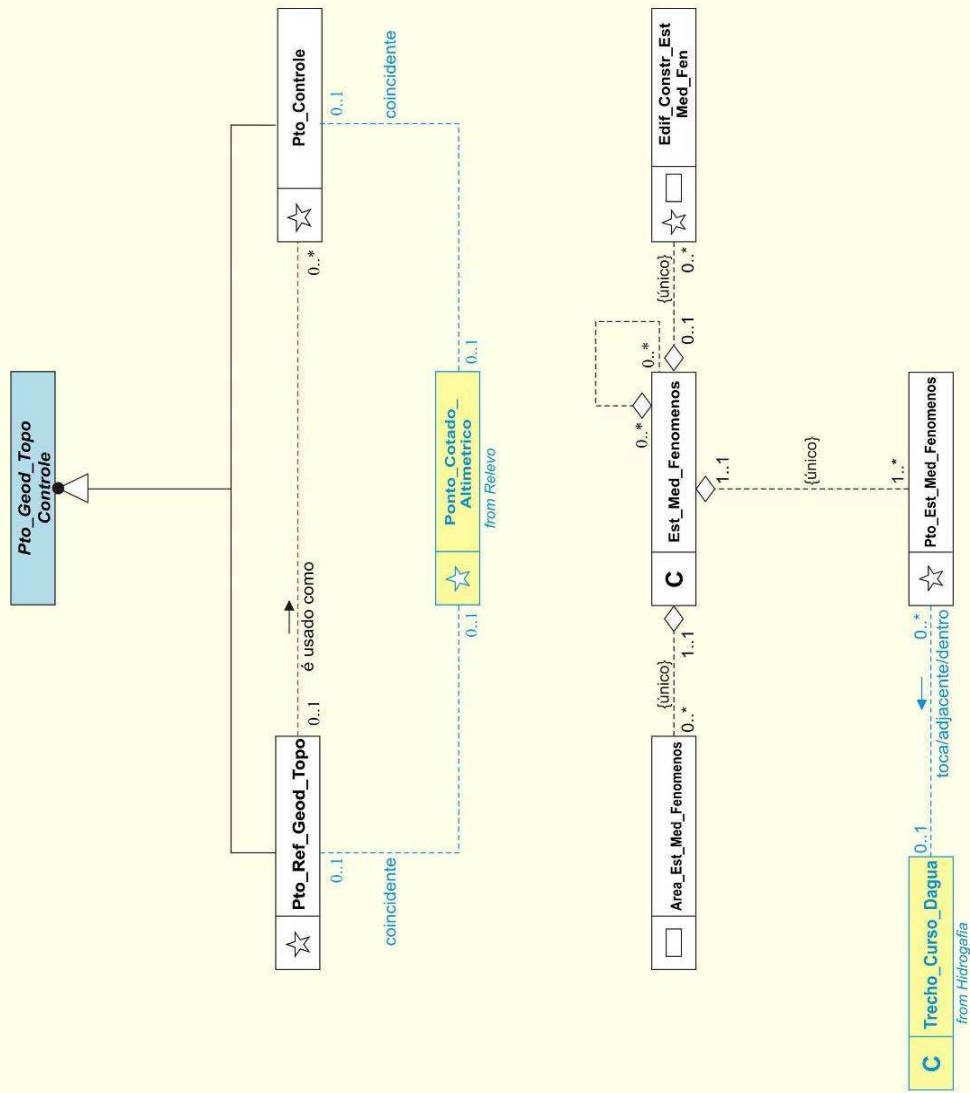 Pto_Geod_Topo
Controle
Pto_Ref_Geod_Topo
0..1
é usado como
0..*
Pto_Controle
0..1
coincidente
0..1
coincidente
0..1
0..1
Ponto_Cotado_
Altimetrico
from Relevo
Area_Est_Med_Fenomenos
0..*
{único}
1..1
C
Est_Med_Fenomenos
0..*
0..*
0..1
{único}
0..*
Edif_Constr_Est
Med_Fen
1..1
{único}
1..*
Pto_Est_Med_Fenomenos
0..*
toca/adjacente/dentro
0..1
C
Trecho_Curso_Dagua
from Hidrogafia